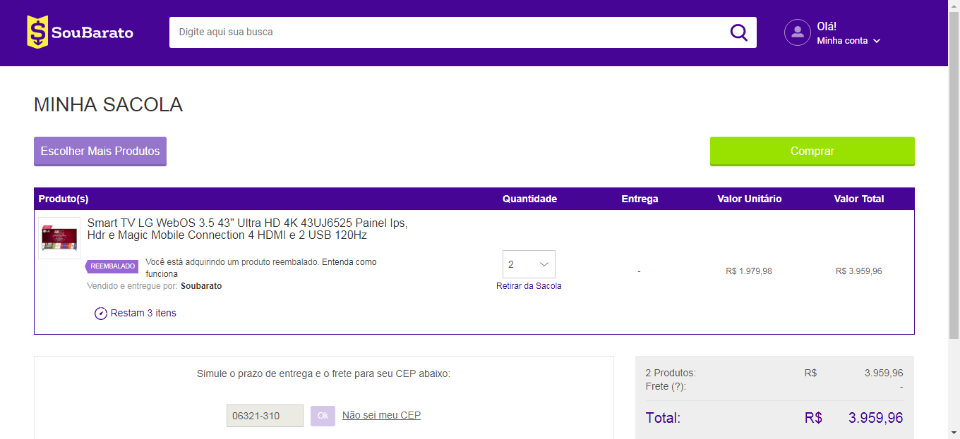 SouBarato
Digite aqui sua busca
Olá!
Minha conta
MINHA SACOLA
Escolher Mais Produtos
Comprar
Produto(s) Quantidade Entrega Valor Unitário Valor Total
Smart TV LG WebOS 3.5 43" Ultra HD 4K 43UJ6525 Painel Ips,
Hdr e Magic Mobile Connection 4 HDMI e 2 USB 120Hz
REEMBALADO Você está adquirindo um produto reembalado. Entenda como
funciona
Vendido e entregue por: Soubarato
2
Retirar da Sacola
-
R$ 1.979,98
R$ 3.959,96
Restam 3 itens
Simule o prazo de entrega e o frete para seu CEP abaixo:
06321-310 Ok Não sei meu CEP
2 Produtos: R$ 3.959,96
Frete (?): -
Total: R$ 3.959,96